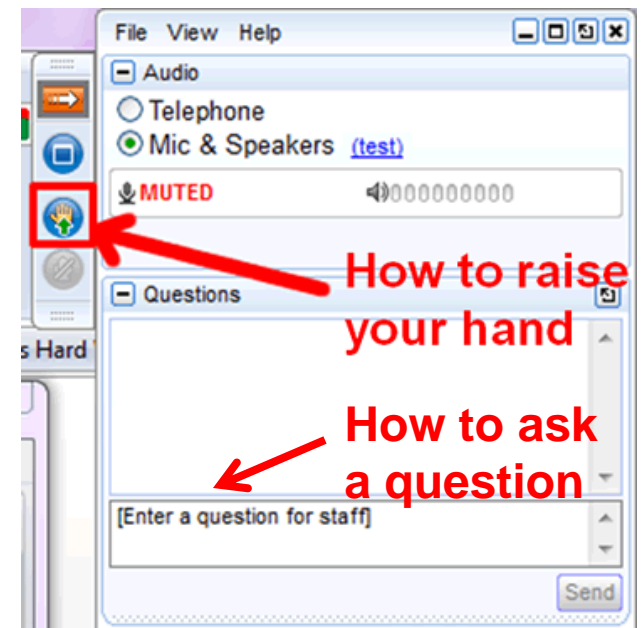 File View Help
Audio
Telephone
Mic & Speakers (test)
MUTED 000000000
How to raise
your hand
Questions
s Hard
How to ask
a question
[Enter a question for staff]
Send